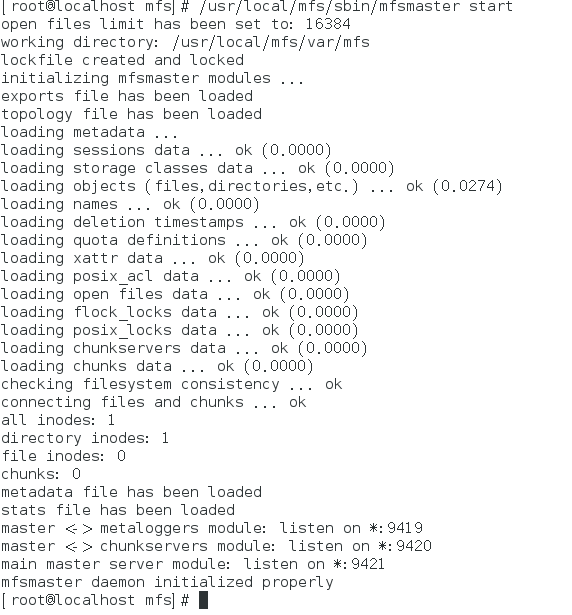 [root@localhost mfs]# /usr/local/mfs/sbin/mfsmaster start
open files limit has been set to: 16384
working directory: /usr/local/mfs/var/mfs
lockfile created and locked
initializing mfsmaster modules ...
exports file has been loaded
topology file has been loaded
loading metadata ...
loading sessions data ... ok (0.0000)
loading storage classes data ... ok (0.0000)
loading objects (files,directories,etc.) ... ok (0.0274)
loading names ... ok (0.0000)
loading deletion timestamps ... ok (0.0000)
loading quota definitions ... ok (0.0000)
loading xattr data ... ok (0.0000)
loading posix_acl data ... ok (0.0000)
loading open files data ... ok (0.0000)
loading flock_locks data ... ok (0.0000)
loading posix_locks data ... ok (0.0000)
loading chunkservers data ... ok (0.0000)
loading chunks data ... ok (0.0000)
checking filesystem consistency ... ok
connecting files and chunks ... ok
all inodes: 1
directory inodes: 1
file inodes: 0
chunks: 0
metadata file has been loaded
stats file has been loaded
master <-> metaloggers module: listen on *:9419
master <-> chunkservers module: listen on *:9420
main master server module: listen on *:9421
mfsmaster daemon initialized properly
[root@localhost mfs]#